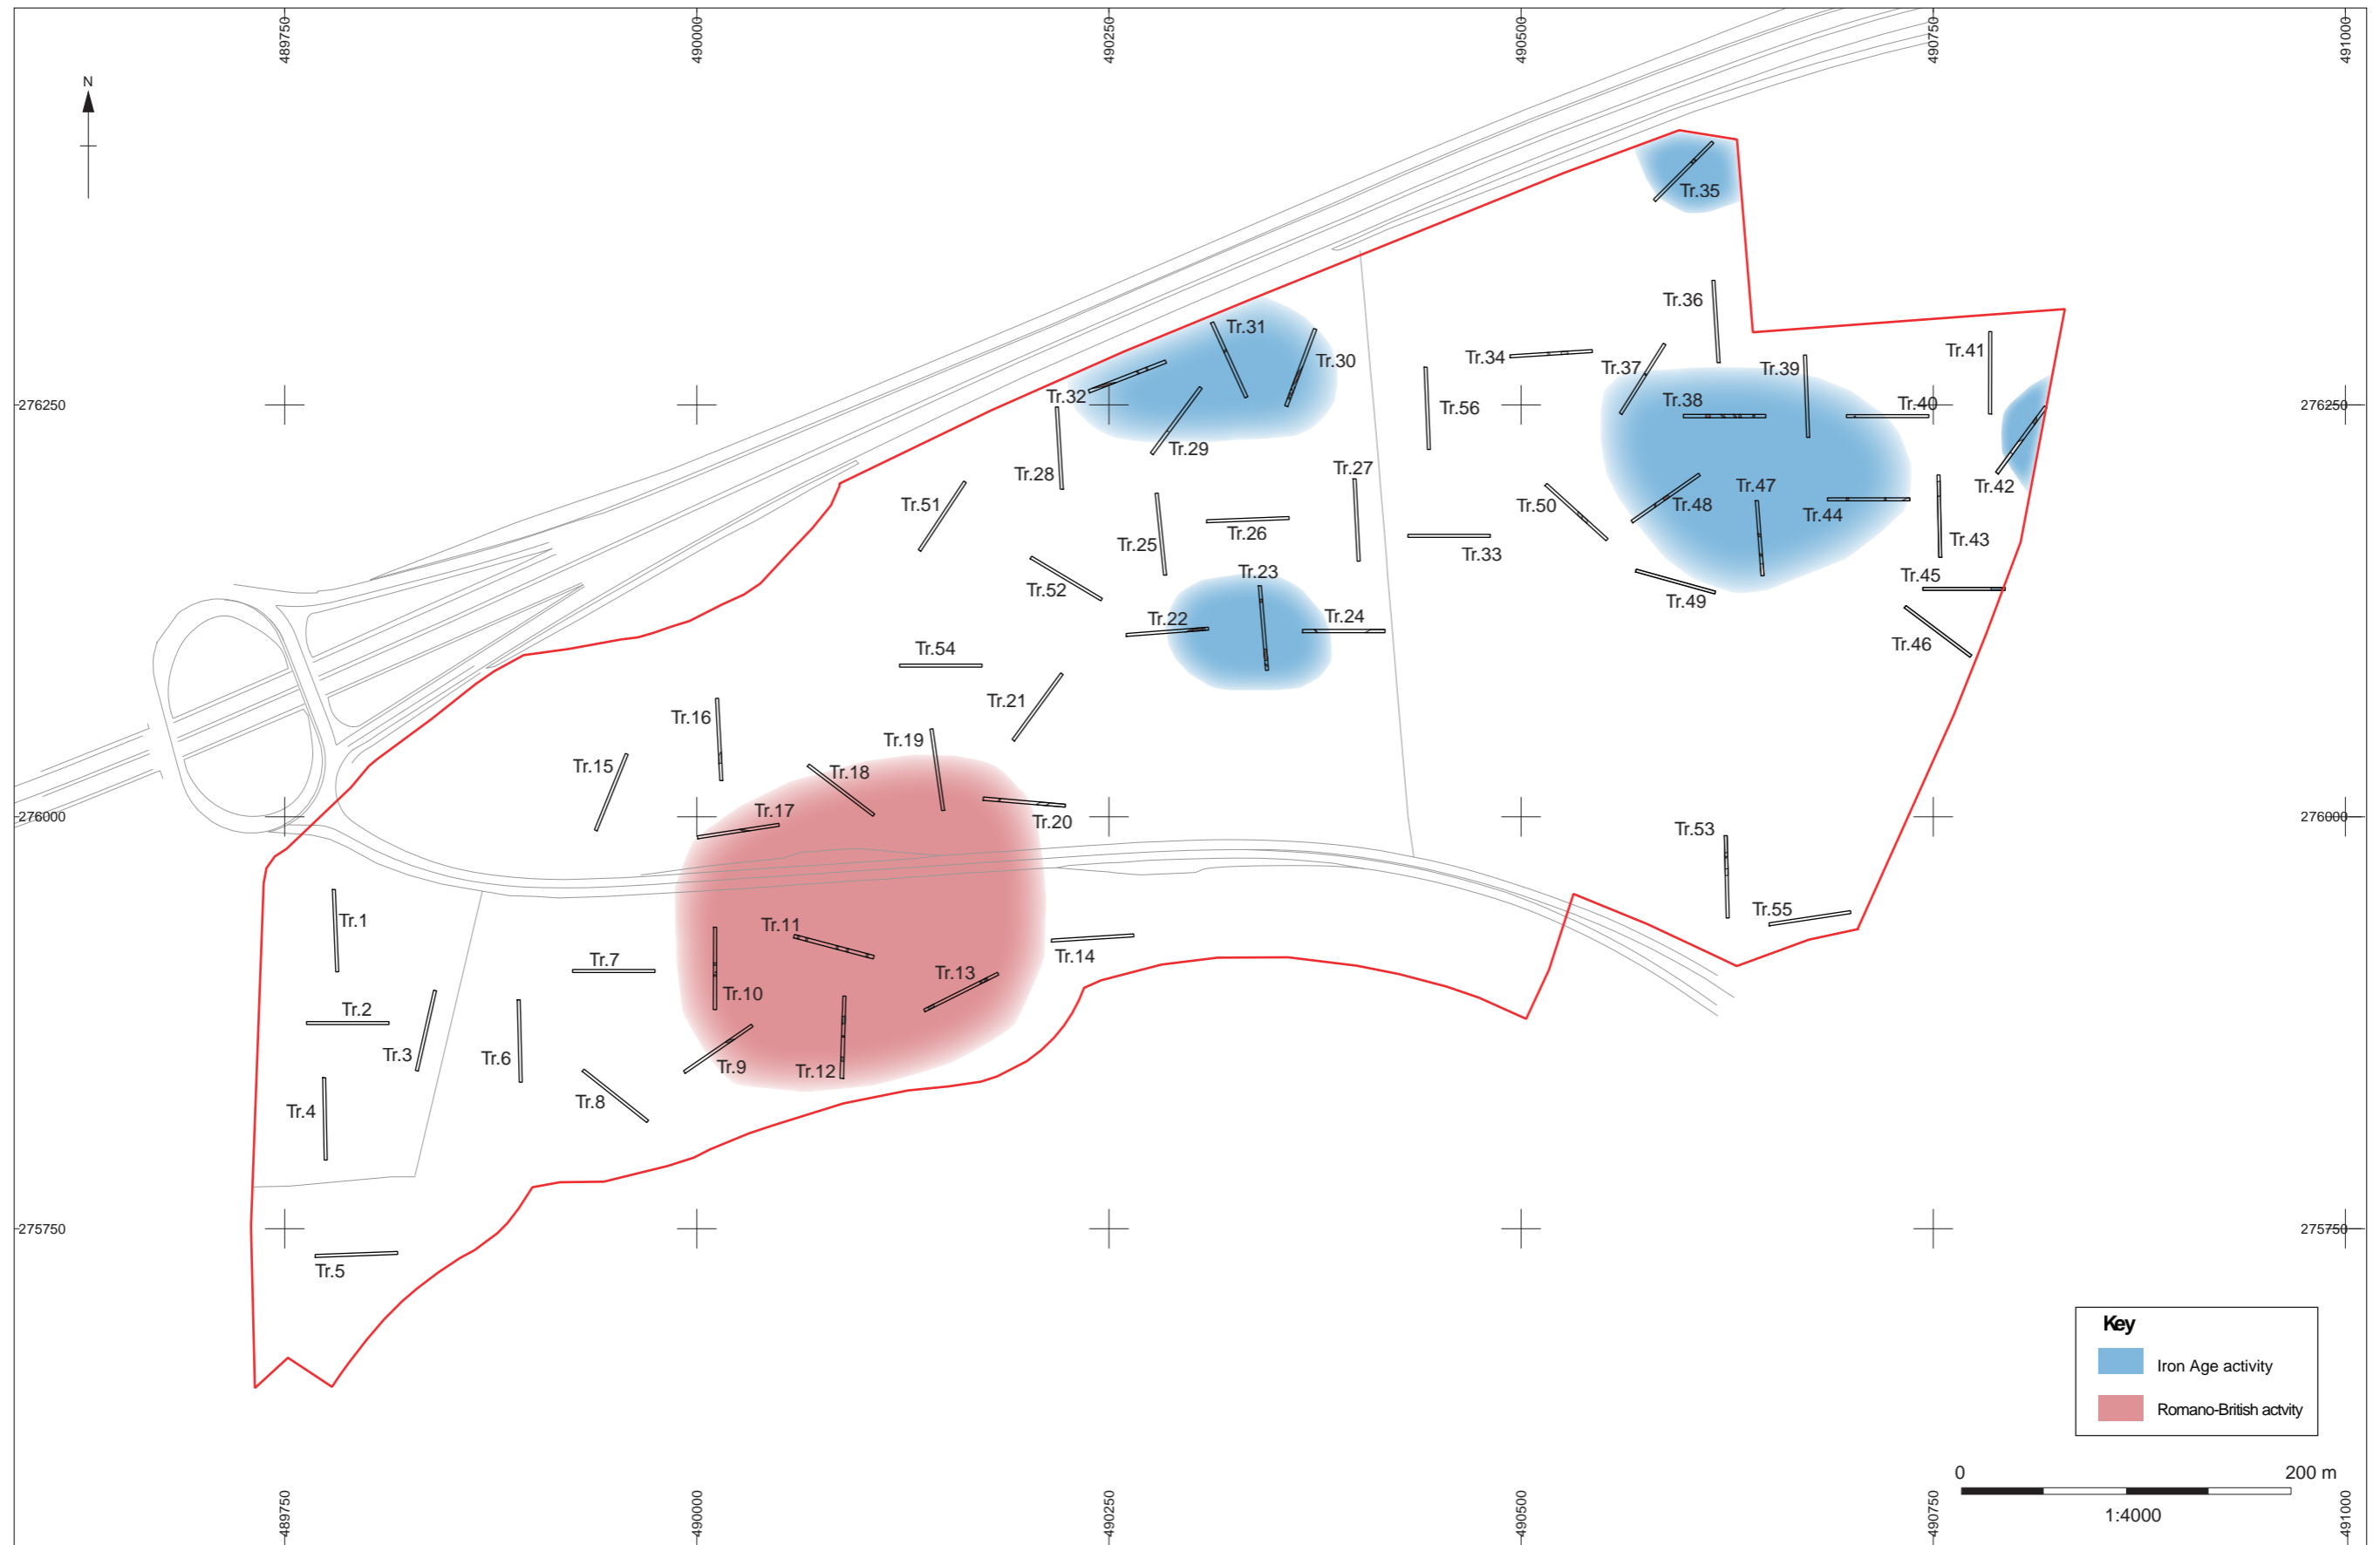 489750
490000
490250
490500
490750
491000
N
Tr.35
Tr.36
Tr.31
Tr.30
Tr.34
Tr.41
Tr.37
Tr.39
Tr.32
276250
276250
Tr.38
Tr.40
Tr.56
Tr.29
Tr.28
Tr.27
Tr.47
Tr.42
Tr.51
Tr.50
Tr.48
Tr.44
Tr.26
Tr.25
Tr.33
Tr.43
Tr.23
Tr.45
Tr.52
Tr.49
Tr.22
Tr.24
Tr.46
Tr.54
Tr.21
Tr.16
Tr.19
Tr.15
Tr.18
Tr.17
276000
276000
Tr.20
Tr.53
Tr.1
Tr.11
Tr.55
Tr.7
Tr.14
Tr.13
Tr.10
Tr.2
Tr.3
Tr.6
Tr.9
Tr.12
Tr.8
Tr.4
275750
275750
Tr.5
Key
Iron Age activity
Romano-British actvity
0
200 m
1:4000
489750
490000
490250
490500
490750
491000